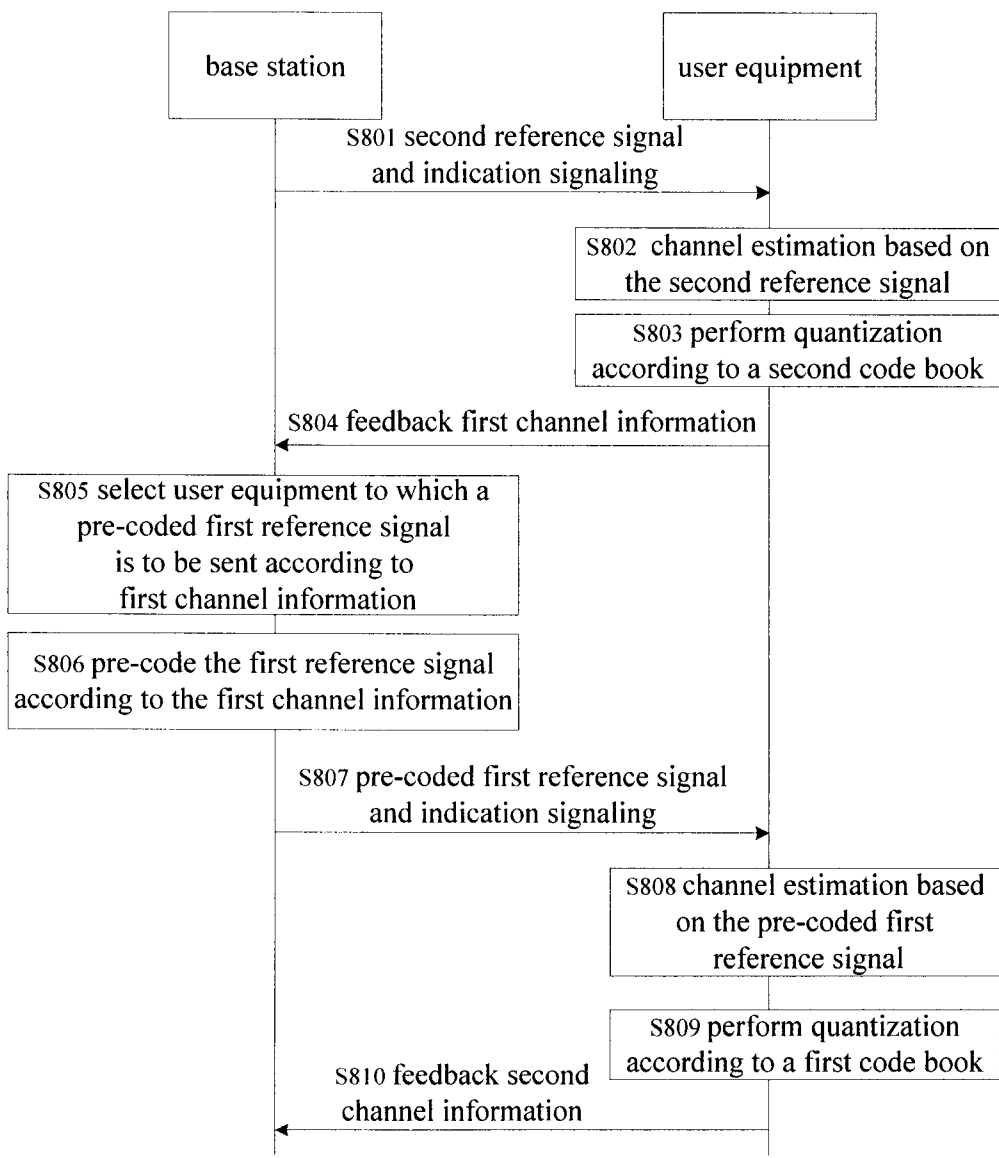 base station
user equipment
S801 second reference signal
and indication signaling
S802 channel estimation based on
the second reference signal
S803 perform quantization
according to a second code book
S804 feedback first channel information
S805 select user equipment to which a
pre-coded first reference signal
is to be sent according to
first channel information
S806 pre-code the first reference signal
according to the first channel information
S807 pre-coded first reference signal
and indication signaling
S808 channel estimation based
on the pre-coded first
reference signal
S809 perform quantization
according to a first code book
S810 feedback second
channel information